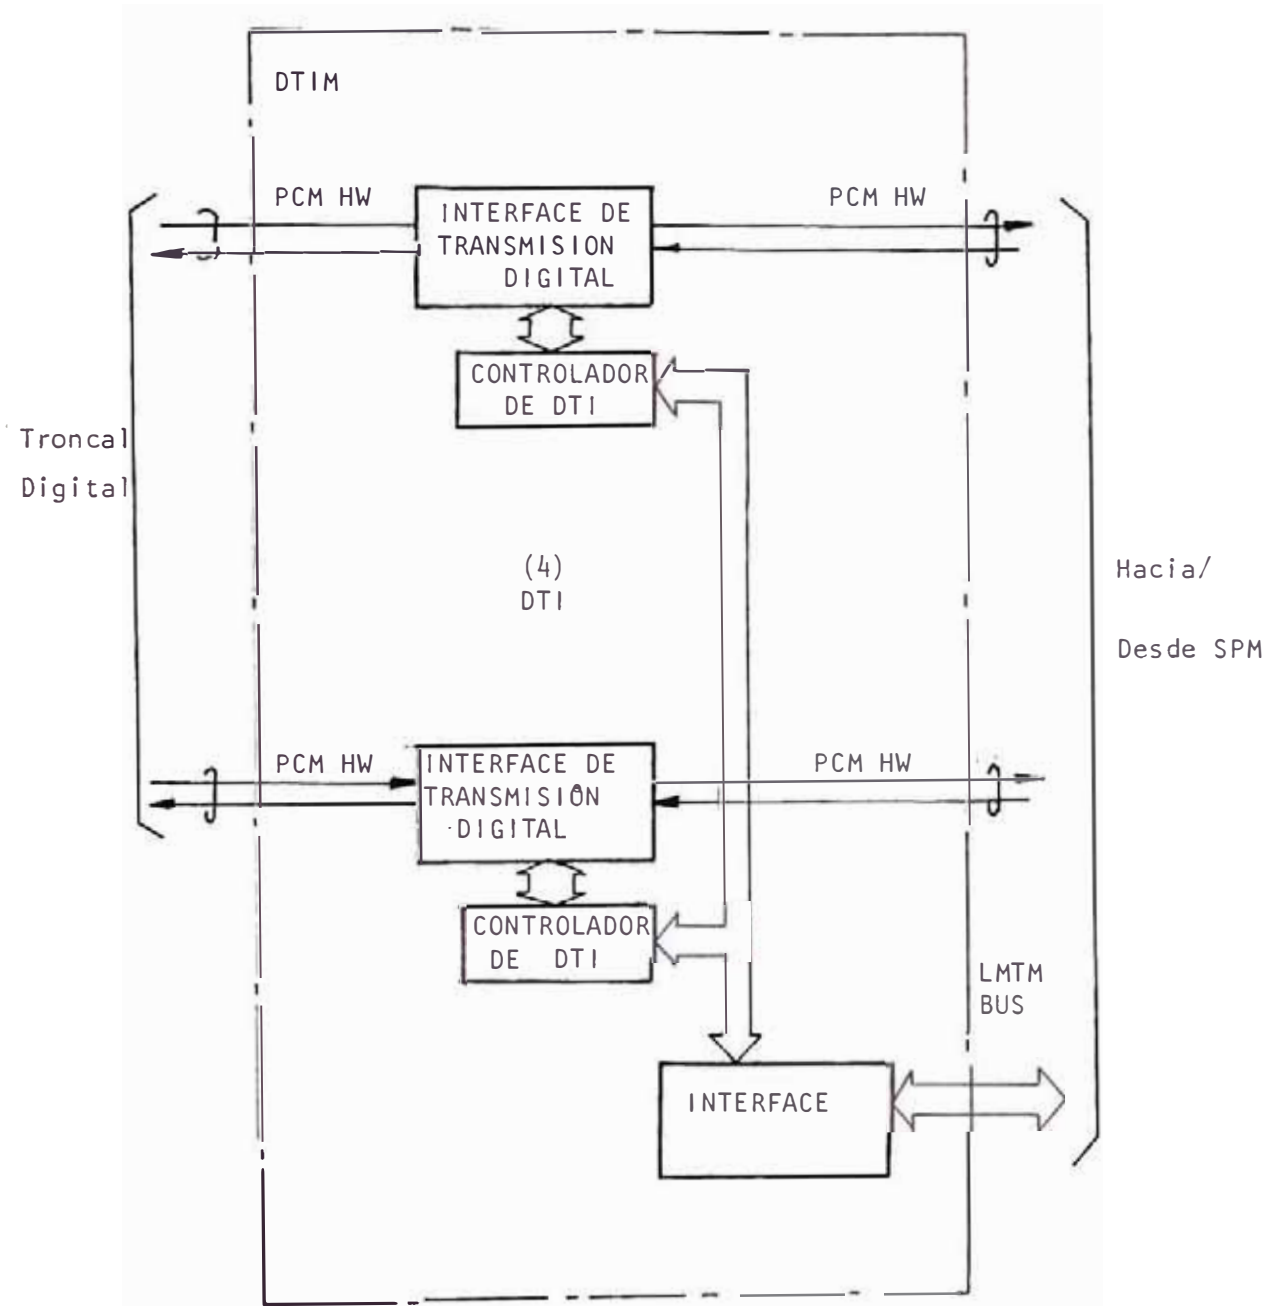 DTIM
PCM HW
PCM HW
INTERFACE DE
TRANSMISION
DIGITAL
CONTROLADOR
DE DTI
Troncal
Digital
(4)
DTI
Hacia/
Desde SPM
PCM HW
PCM HW
INTERFACE DE
TRANSMISIÓN
DIGITAL
CONTROLADOR
DE DTI
LMTM
BUS
INTERFACE